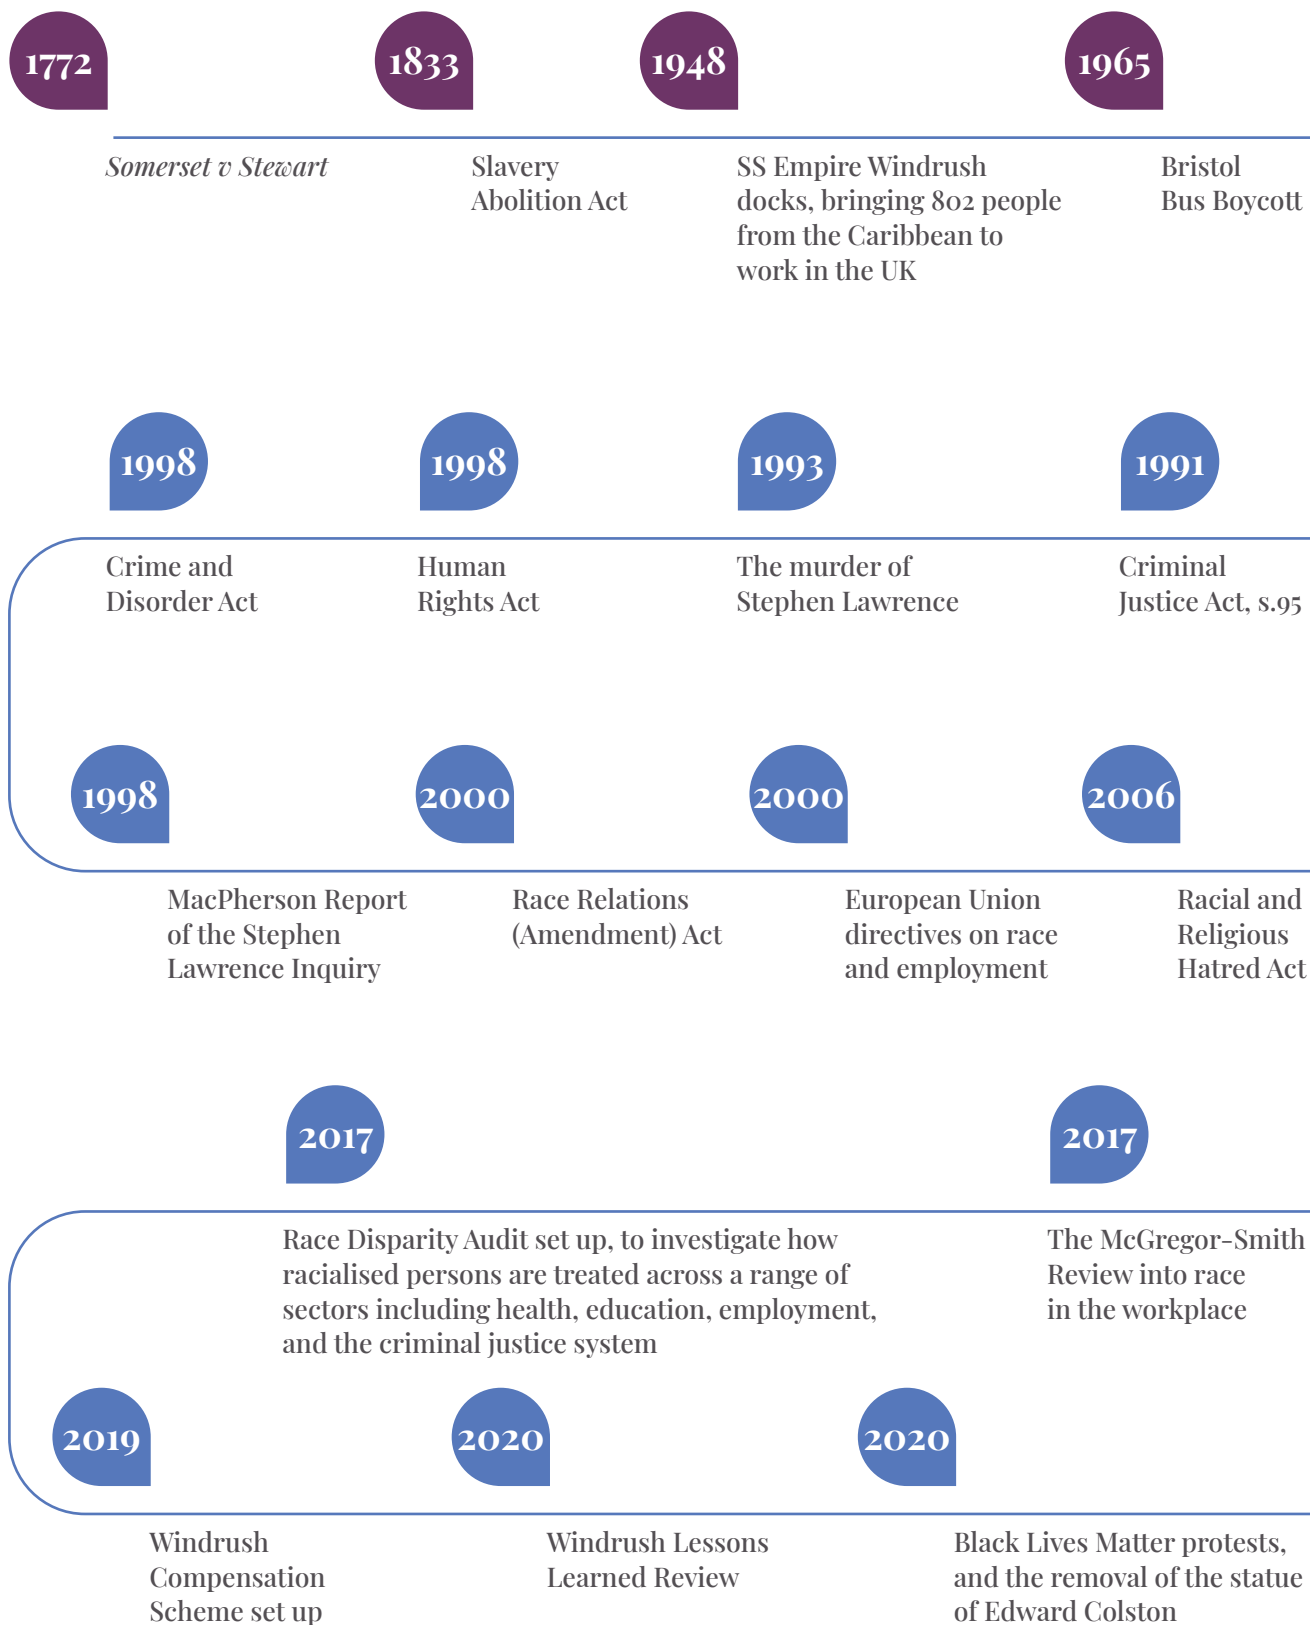 1772
Somerset v Stewart
1833
Slavery
Abolition Act
1948
SS Empire Windrush
docks, bringing 802 people
from the Caribbean to
work in the UK
1965
Bristol
Bus Boycott
1998
Crime and
Disorder Act
1998
Human
Rights Act
1993
The murder of
Stephen Lawrence
1991
Criminal
Justice Act, s.95
1998
MacPherson Report
of the Stephen
Lawrence Inquiry
2000
Race Relations
(Amendment) Act
2000
European Union
directives on race
and employment
2006
Racial and
Religious
Hatred Act
2017
Race Disparity Audit set up, to investigate how
racialised persons are treated across a range of
sectors including health, education, employment,
and the criminal justice system
2017
The McGregor-Smith
Review into race
in the workplace
2019
Windrush
Compensation
Scheme set up
2020
Windrush Lessons
Learned Review
2020
Black Lives Matter protests,
and the removal of the statue
of Edward Colston